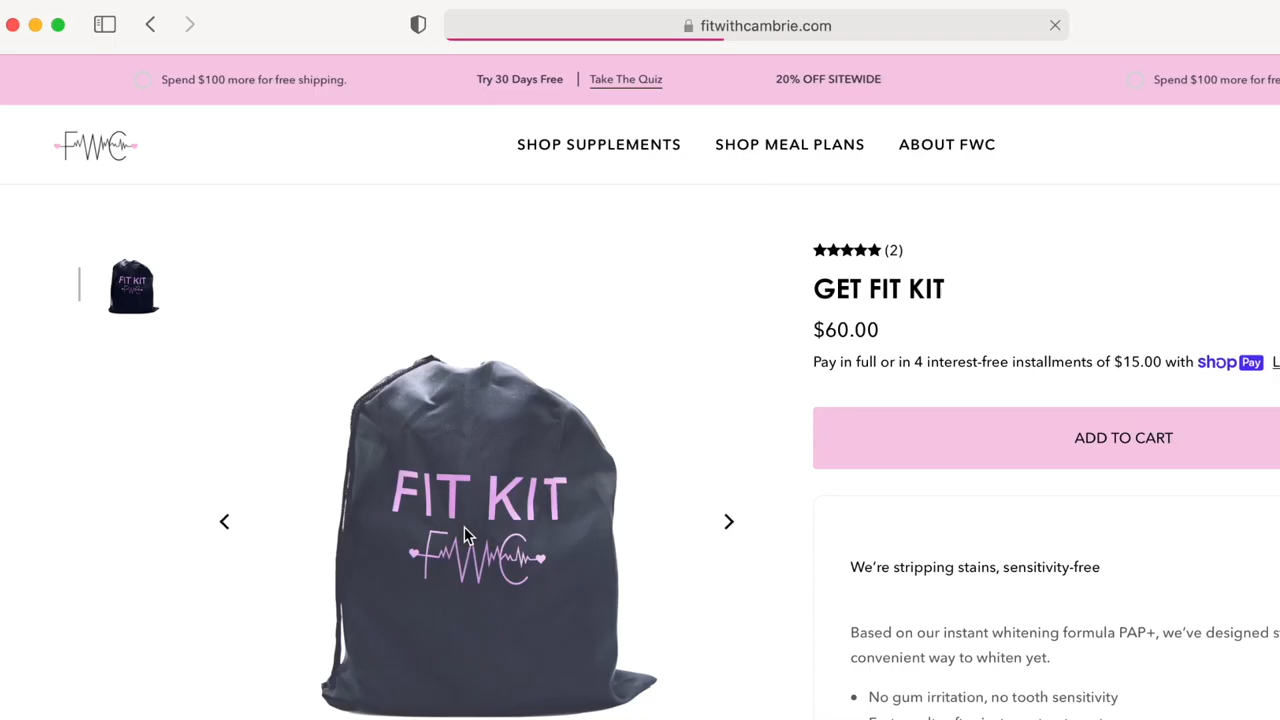 fitwithcambrie.com
Spend $100 more for free shipping.
Try 30 Days Free | Take The Quiz
20% OFF SITEWIDE
Spend $100 more for
FWC
SHOP SUPPLEMENTS
SHOP MEAL PLANS
ABOUT FWC
FIT KIT
(2)
GET FIT KIT
$60.00
Pay in full or in 4 interest-free installments of $15.00 with shop Pay
ADD TO CART
FIT KIT
FWC
We’re stripping stains, sensitivity-free
Based on our instant whitening formula PAP+, we’ve designed
convenient way to whiten yet.
• No gum irritation, no tooth sensitivity